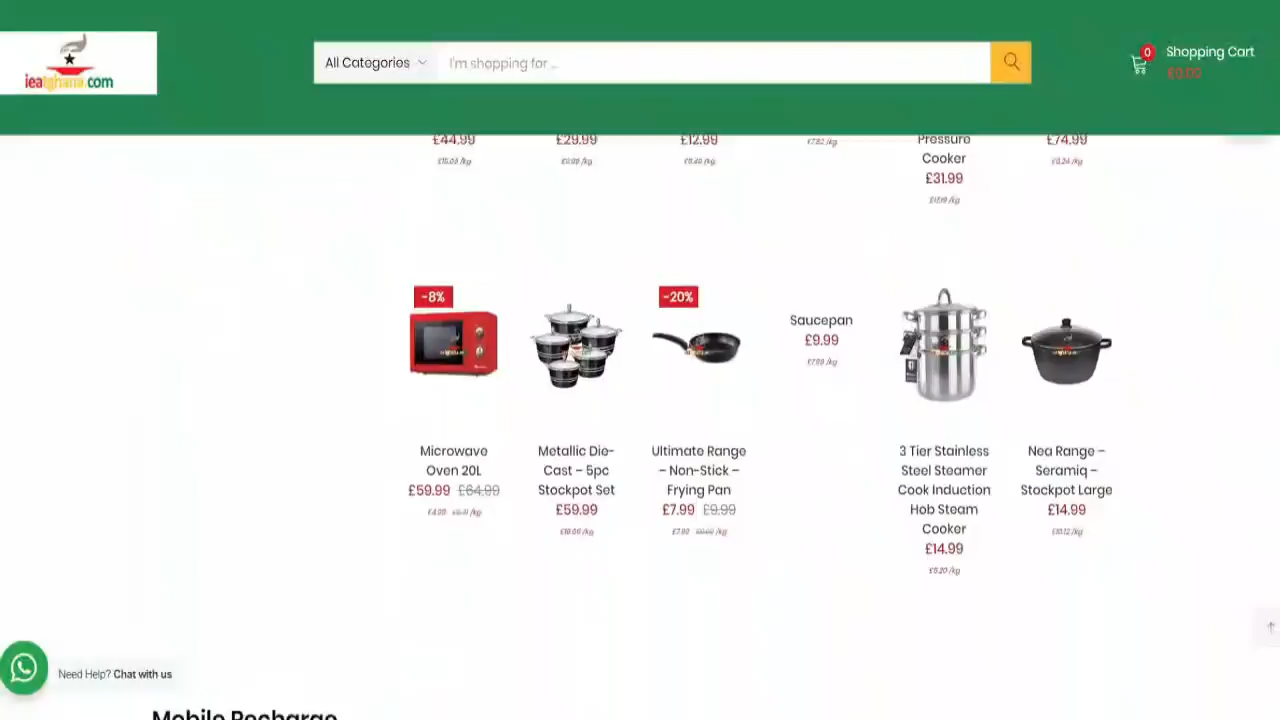 ieatghana.com
All Categories
I'm shopping for ...
0
Shopping Cart
£0.00
£44.99
£29.99
£12.99
Pressure
£74.99
Cooker
£31.99
-8%
-20%
Saucepan
£9.99
Microwave
Oven 20L
£59.99 £64.99
Metallic Die-
Cast – 5pc
Stockpot Set
£59.99
Ultimate Range
– Non-Stick –
Frying Pan
£7.99 £9.99
3 Tier Stainless
Steel Steamer
Cook Induction
Hob Steam
Cooker
£14.99
Nea Range –
Seramiq –
Stockpot Large
£14.99
Need Help? Chat with us
Mobile Recharge